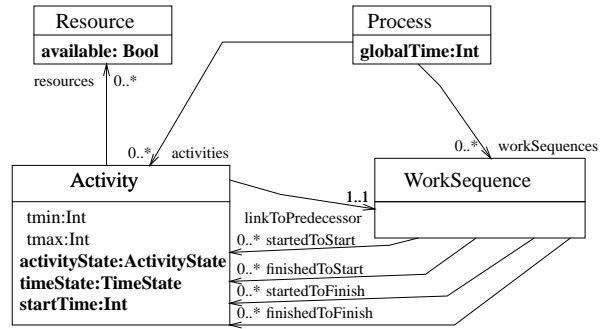 Resource
available: Bool
Process
globalTime:Int
resources
0..*
0..*
activities
0..*
workSequences
Activity
tmin:Int
tmax:Int
activityState:ActivityState
timeState:TimeState
startTime:Int
1..1
linkToPredecessor
WorkSequence
0..* startedToStart
0..* finishedToStart
0..* startedToFinish
0..* finishedToFinish